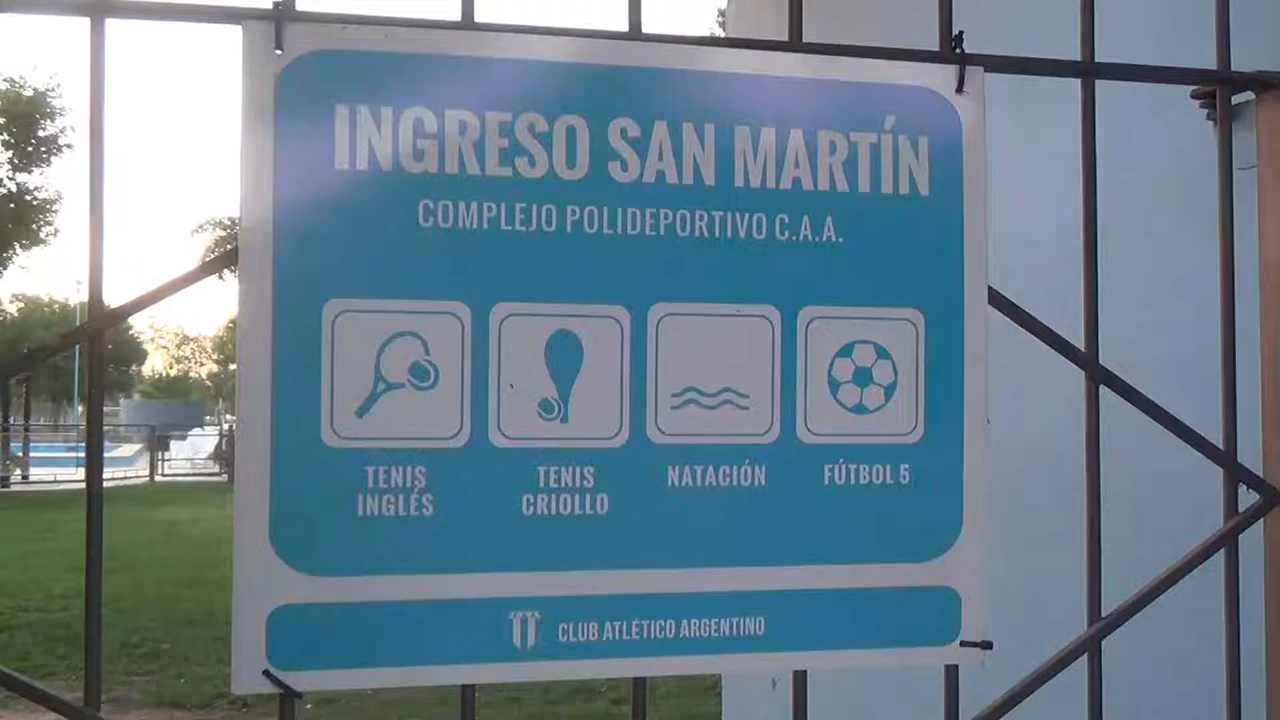 INGRESO SAN MARTÍN
COMPLEJO POLIDEPORTIVO C.A.A.
TENIS
INGLÉS
TENIS
CRIOLLO
NATACIÓN
FÚTBOL 5
CLUB ATLÉTICO ARGENTINO